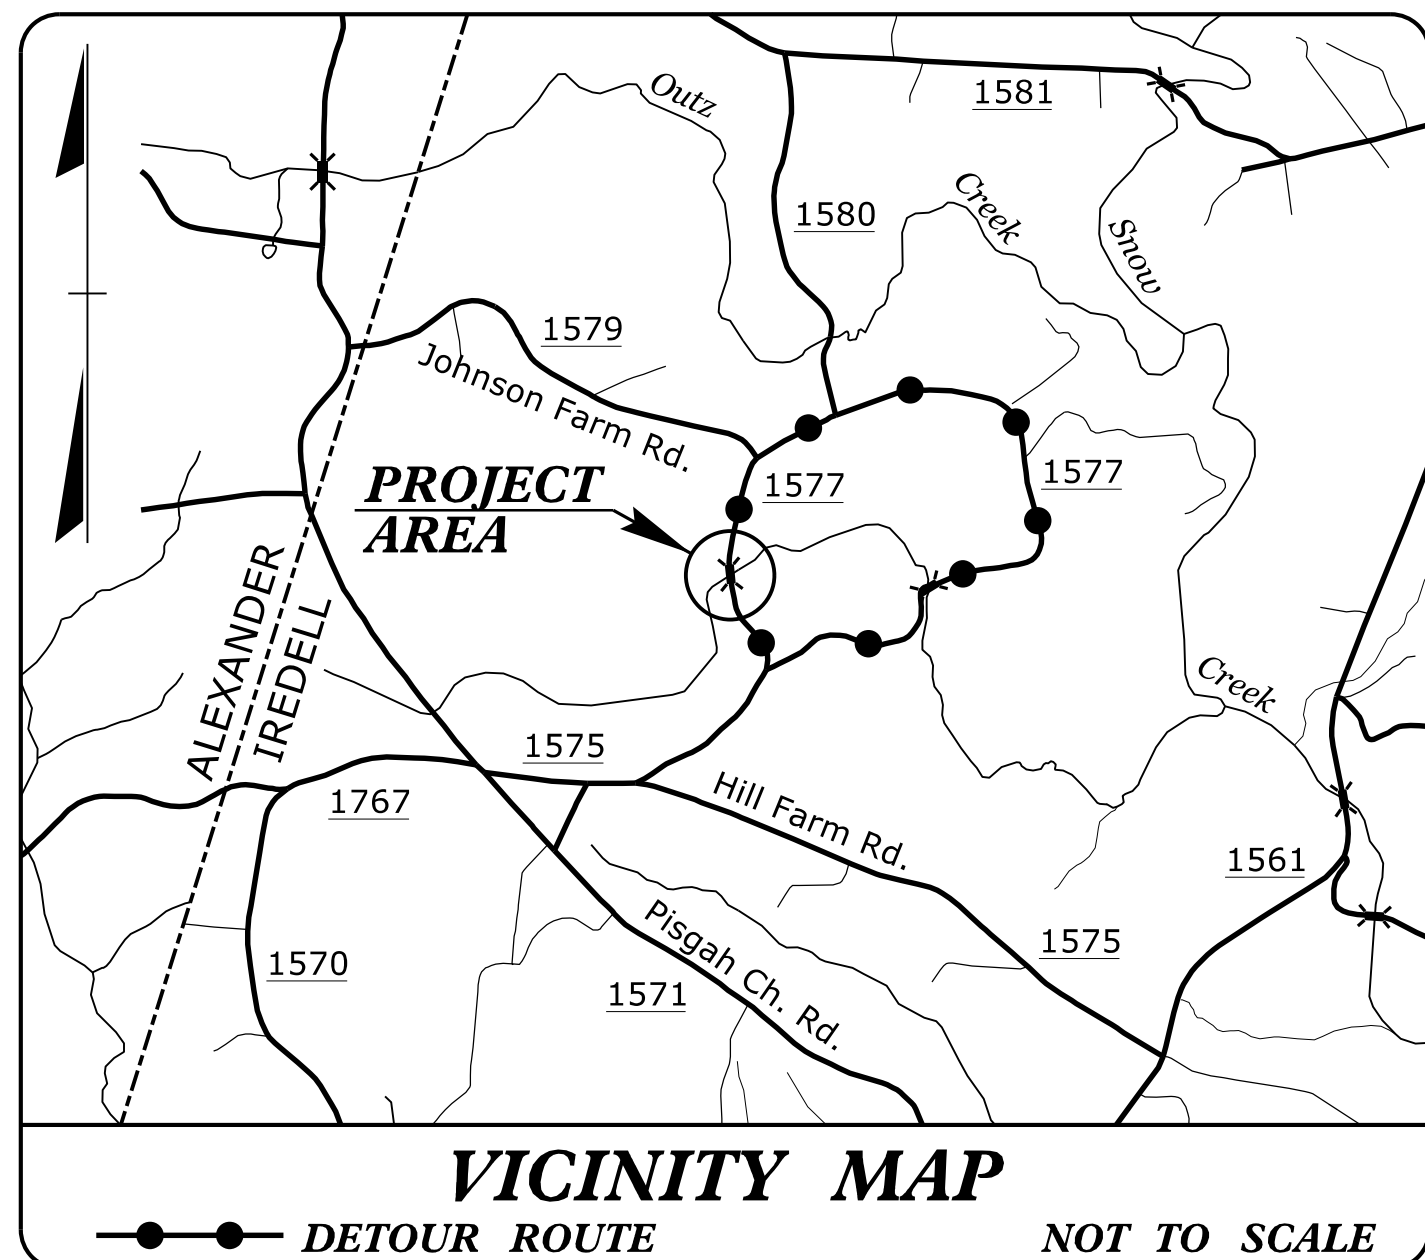 Outz
1581
1580
Creek
Snow
1579
Johnson Farm Rd.
PROJECT
AREA
1577
1577
ALEXANDER
IREDELL
Creek
1575
1767
Hill Farm Rd.
1561
1570
Pisgah Ch. Rd.
1575
1571
VICINITY MAP
DETOUR ROUTE
NOT TO SCALE